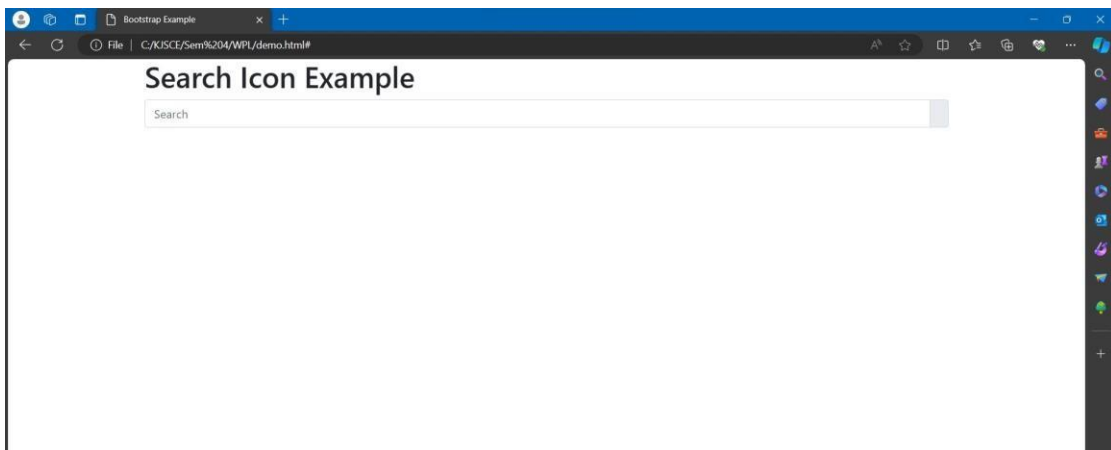 Bootstrap Example
File | C:/KJSCE/Sem%204/WPL/demo.html#
Search Icon Example
Search